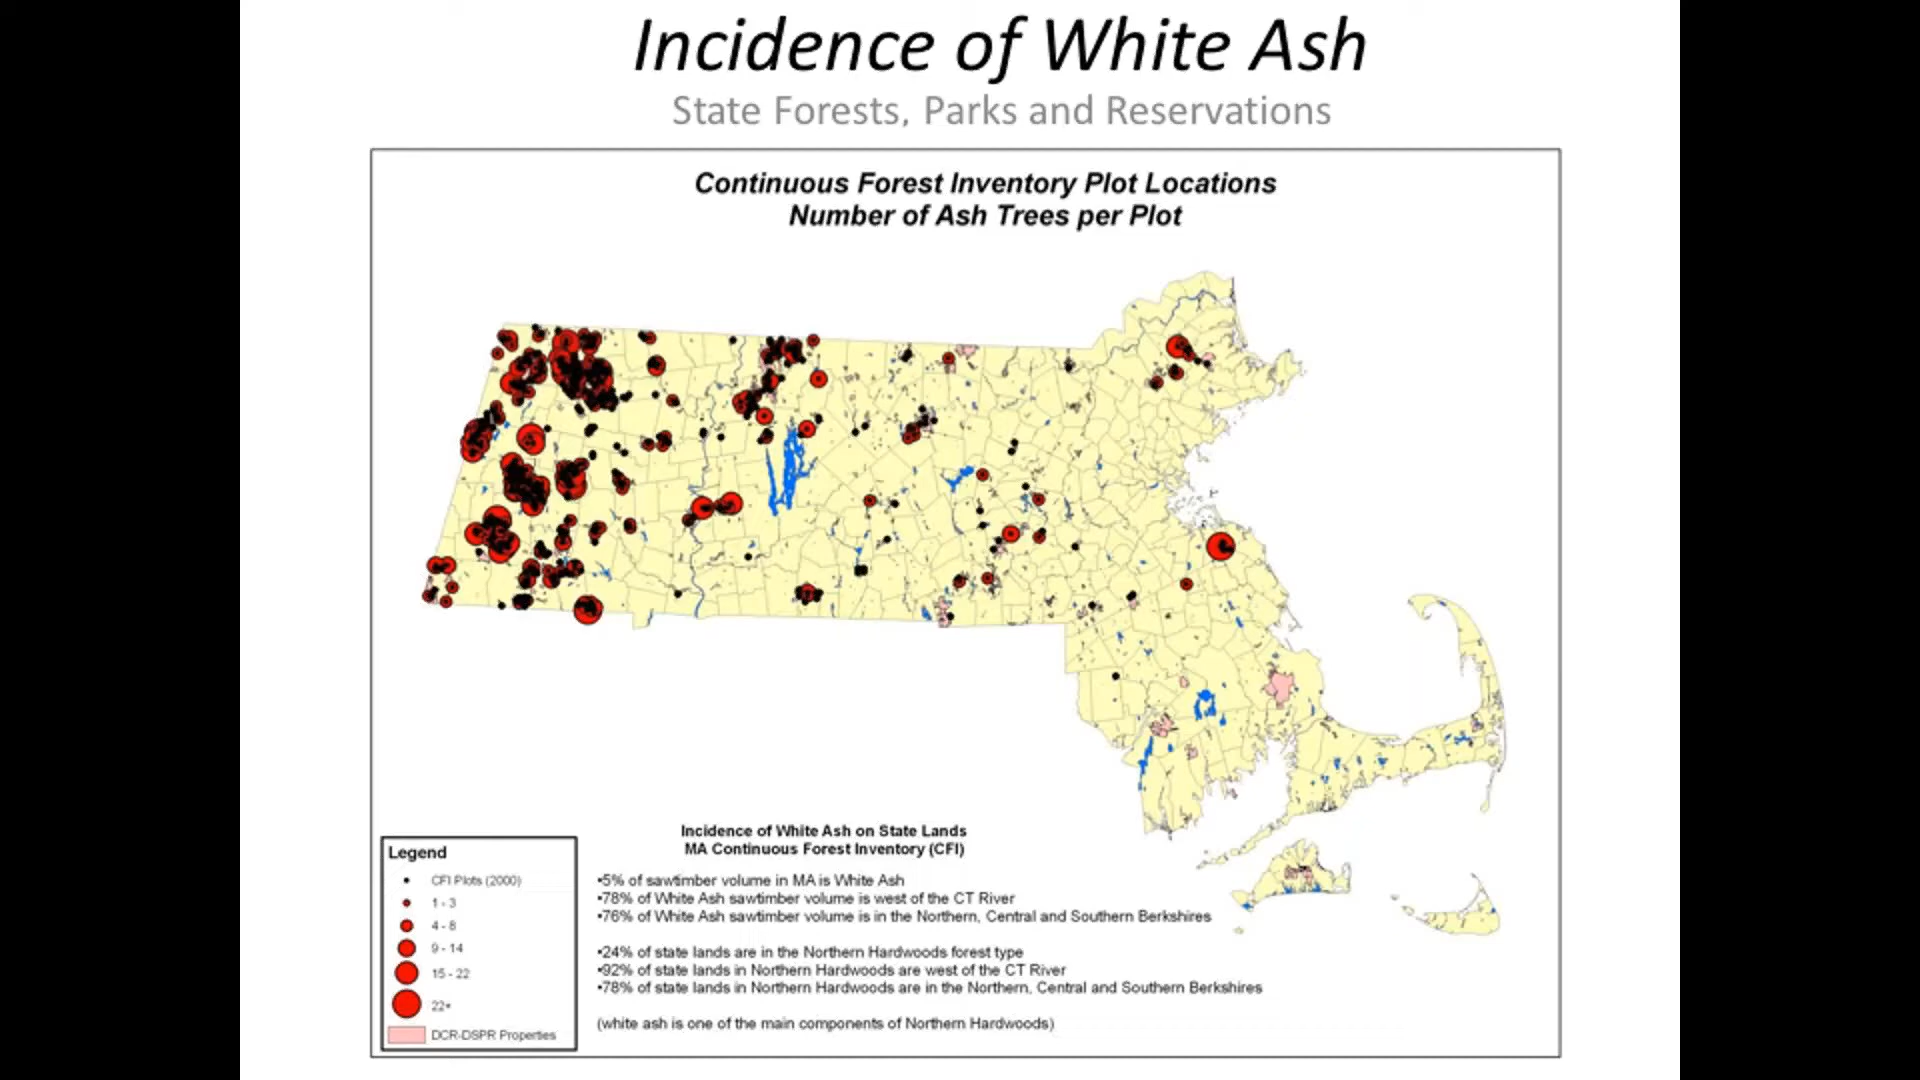 Incidence of White Ash
State Forests, Parks and Reservations
Continuous Forest Inventory Plot Locations
Number of Ash Trees per Plot
Incidence of White Ash on State Lands
MA Continuous Forest Inventory (CFI)
•5% of sawtimber volume in MA is White Ash
•78% of White Ash sawtimber volume is west of the CT River
•76% of White Ash sawtimber volume is in the Northern, Central and Southern Berkshires
•24% of state lands are in the Northern Hardwoods forest type
•92% of state lands in Northern Hardwoods are west of the CT River
•78% of state lands in Northern Hardwoods are in the Northern, Central and Southern Berkshires
(white ash is one of the main components of Northern Hardwoods)
Legend
CFI Plots (2000)
1 - 3
4 - 8
9 - 14
15 - 22
22+
DCR-DSPR Properties